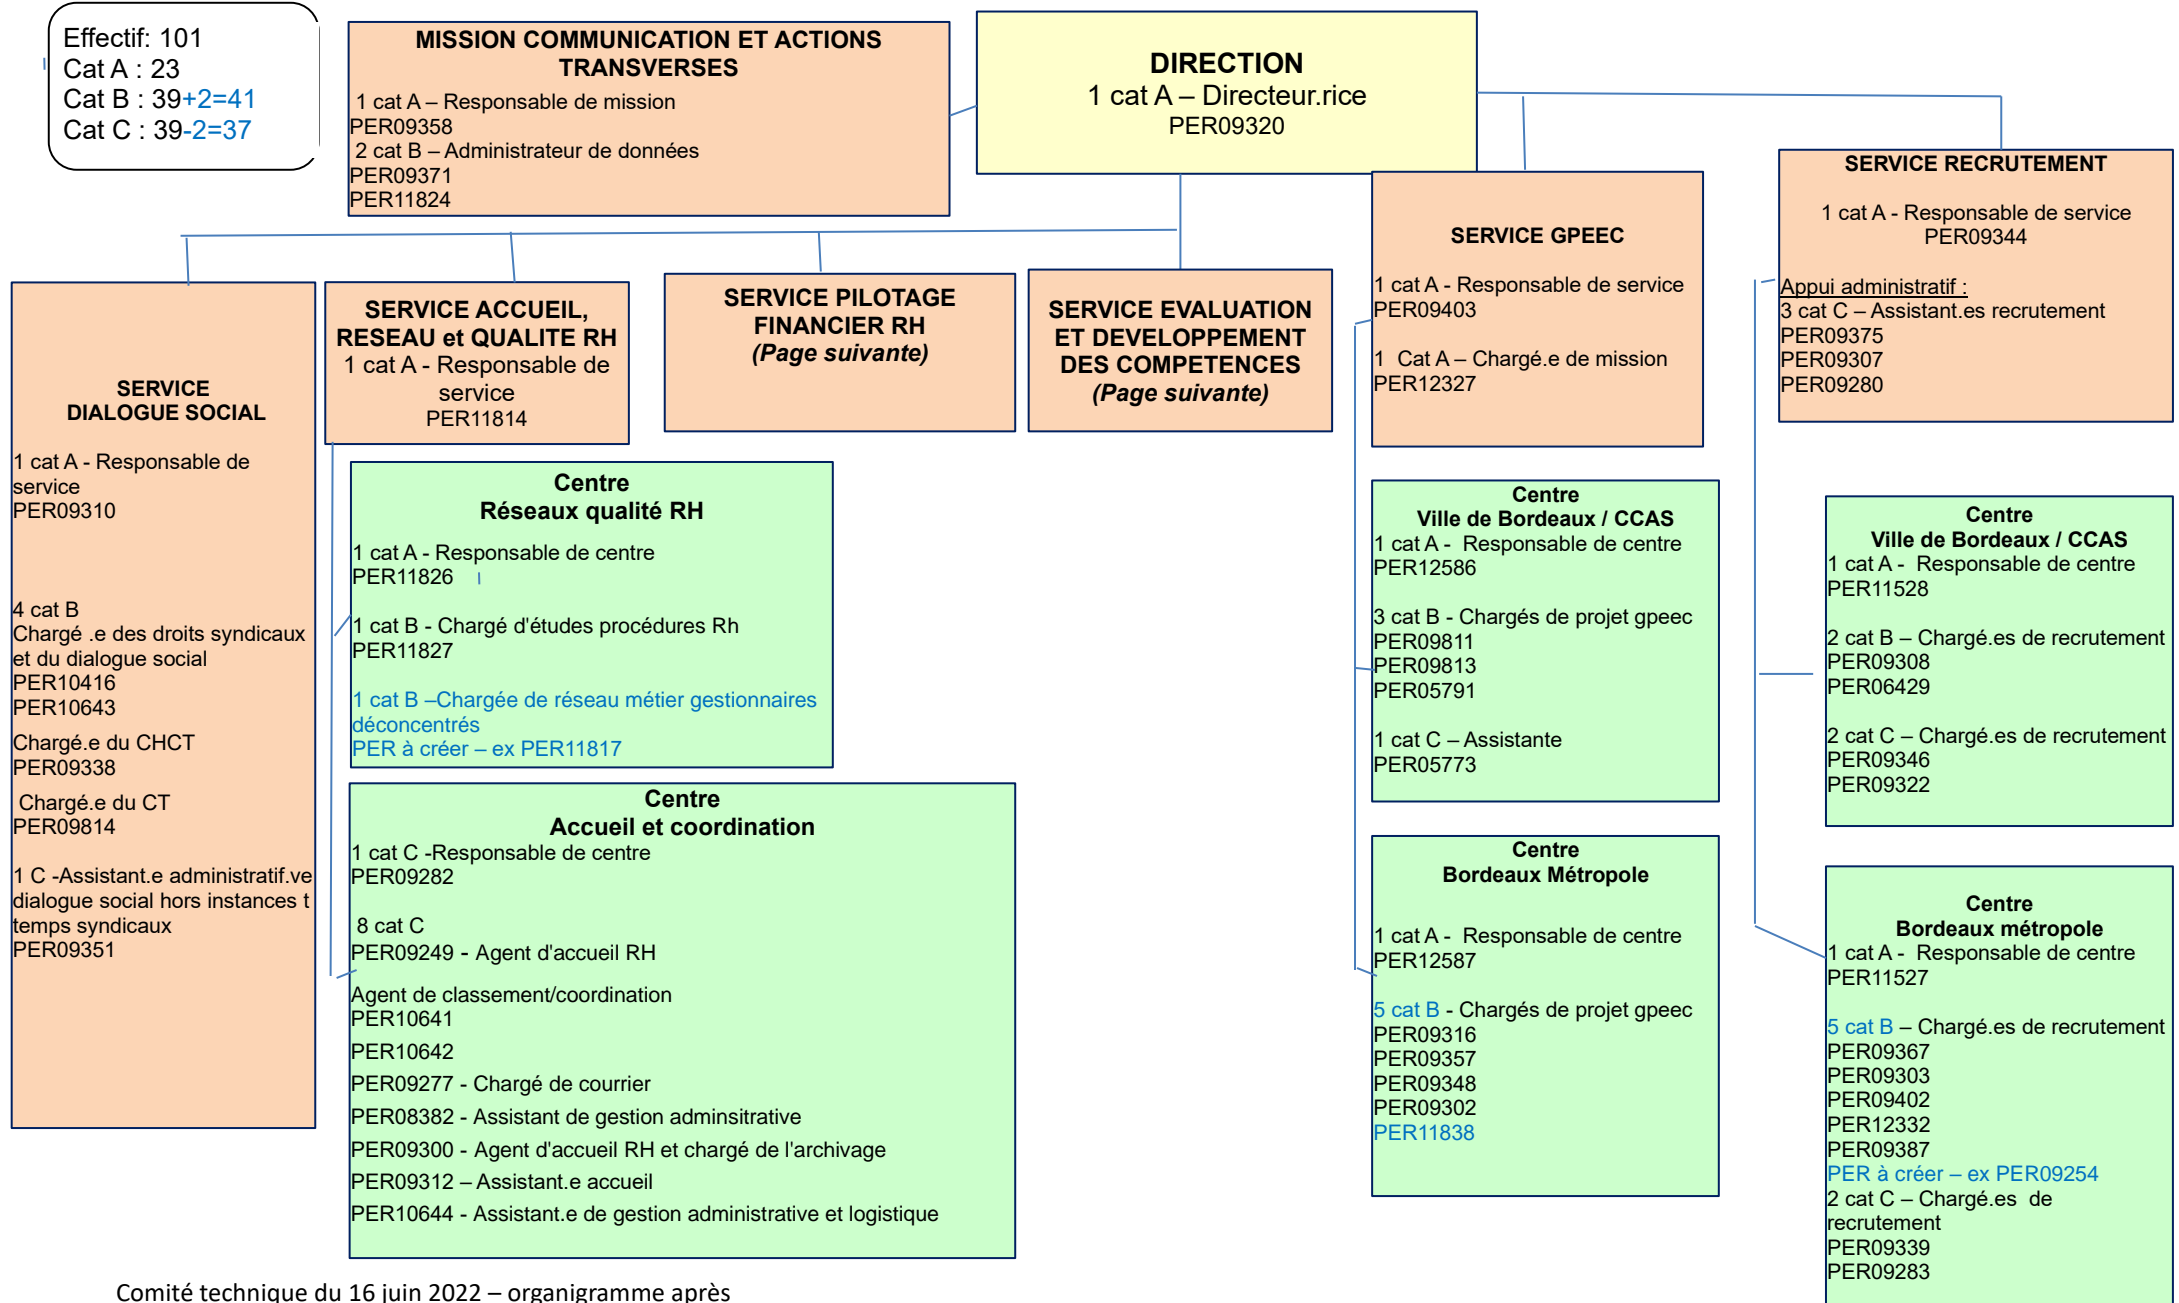 Effectif: 101
Cat A : 23
Cat B : 39+2=41
Cat C : 39-2=37
MISSION COMMUNICATION ET ACTIONS
TRANSVERSES
1 cat A – Responsable de mission
PER09358
2 cat B – Administrateur de données
PER09371
PER11824
DIRECTION
1 cat A – Directeur.rice
PER09320
SERVICE GPEEC
1 cat A - Responsable de service
PER09403
1 Cat A – Chargé.e de mission
PER12327
SERVICE RECRUTEMENT
1 cat A - Responsable de service
PER09344
Appui administratif :
3 cat C – Assistant.es recrutement
PER09375
PER09307
PER09280
SERVICE
DIALOGUE SOCIAL
1 cat A - Responsable de
service
PER09310
4 cat B
Chargé .e des droits syndicaux
et du dialogue social
PER10416
PER10643
Chargé.e du CHCT
PER09338
Chargé.e du CT
PER09814
1 C -Assistant.e administratif.ve
dialogue social hors instances t
temps syndicaux
PER09351
SERVICE ACCUEIL,
RESEAU et QUALITE RH
1 cat A - Responsable de
service
PER11814
SERVICE PILOTAGE
FINANCIER RH
(Page suivante)
SERVICE EVALUATION
ET DEVELOPPEMENT
DES COMPETENCES
(Page suivante)
Centre
Réseaux qualité RH
1 cat A - Responsable de centre
PER11826
1 cat B - Chargé d'études procédures Rh
PER11827
1 cat B –Chargée de réseau métier gestionnaires
déconcentrés
PER à créer – ex PER11817
Centre
Accueil et coordination
1 cat C -Responsable de centre
PER09282
8 cat C
PER09249 - Agent d'accueil RH
Agent de classement/coordination
PER10641
PER10642
PER09277 - Chargé de courrier
PER08382 - Assistant de gestion adminsitrative
PER09300 - Agent d'accueil RH et chargé de l'archivage
PER09312 – Assistant.e accueil
PER10644 - Assistant.e de gestion administrative et logistique
Centre
Ville de Bordeaux / CCAS
1 cat A - Responsable de centre
PER12586
3 cat B - Chargés de projet gpeec
PER09811
PER09813
PER05791
1 cat C – Assistante
PER05773
Centre
Bordeaux Métropole
1 cat A - Responsable de centre
PER12587
5 cat B - Chargés de projet gpeec
PER09316
PER09357
PER09348
PER09302
PER11838
Centre
Ville de Bordeaux / CCAS
1 cat A - Responsable de centre
PER11528
2 cat B – Chargé.es de recrutement
PER09308
PER06429
2 cat C – Chargé.es de recrutement
PER09346
PER09322
Centre
Bordeaux métropole
1 cat A - Responsable de centre
PER11527
5 cat B – Chargé.es de recrutement
PER09367
PER09303
PER09402
PER12332
PER09387
PER à créer – ex PER09254
2 cat C – Chargé.es de
recrutement
PER09339
PER09283
Comité technique du 16 juin 2022 – organigramme après